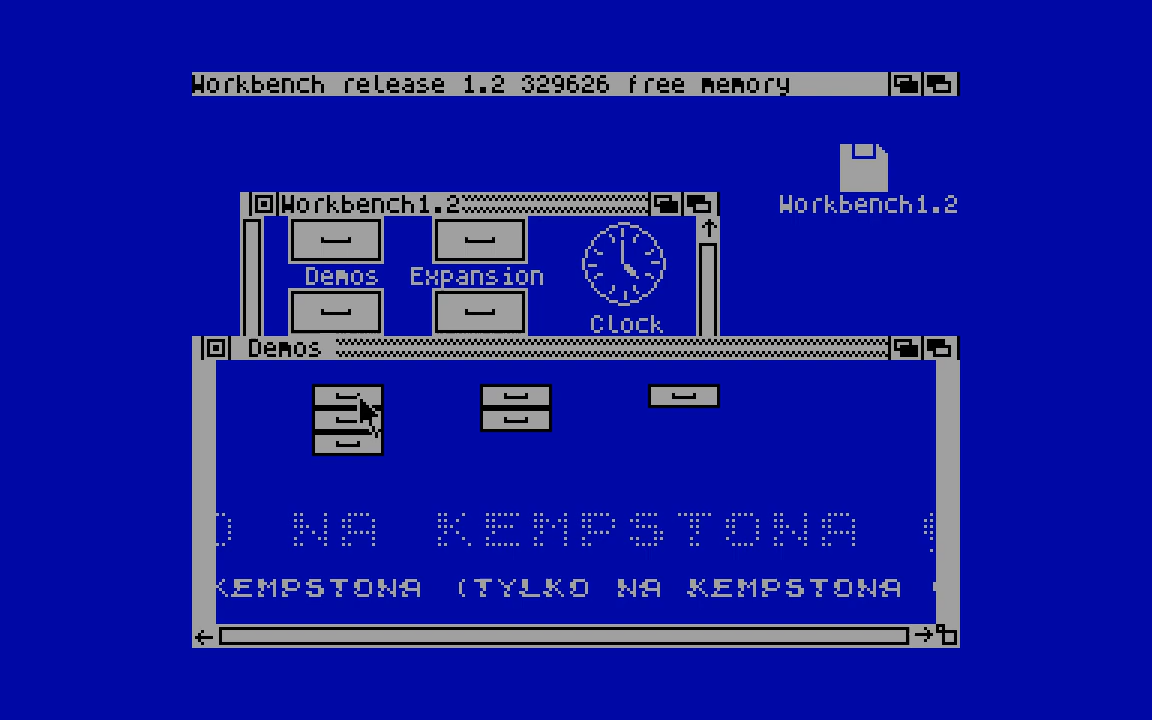 Workbench release 1.2 329626 free memory
Workbench1.2
Workbench1.2
Demos
Expansion
Clock
Demos
NA KEMPSTONA
KEMPSTONA (TYLKO NA KEMPSTONA